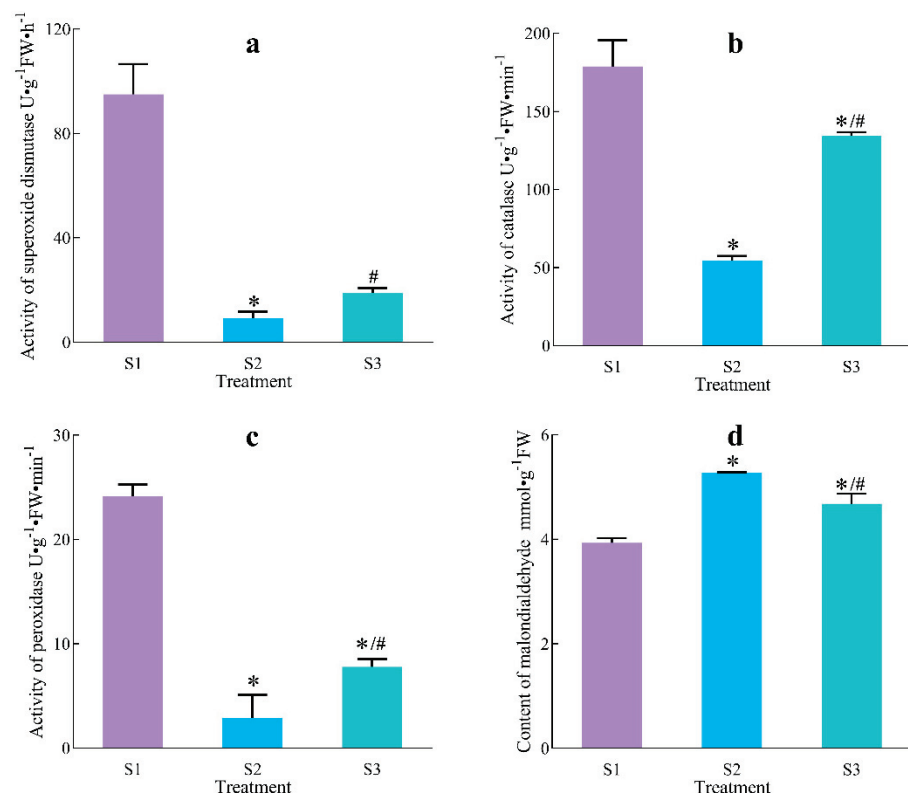 a
Activity of superoxide dismutase U•g⁻¹FW•h⁻¹
120
80
40
0
*
#
S1 S2 S3
Treatment
b
Activity of catalase U•g⁻¹•FW•min⁻¹
200
150
100
50
0
*
*/#
S1 S2 S3
Treatment
c
Activity of peroxidase U•g⁻¹•FW•min⁻¹
30
20
10
0
*
*/#
S1 S2 S3
Treatment
d
Content of malondialdehyde mmol•g⁻¹FW
6
4
2
0
*
*/#
S1 S2 S3
Treatment